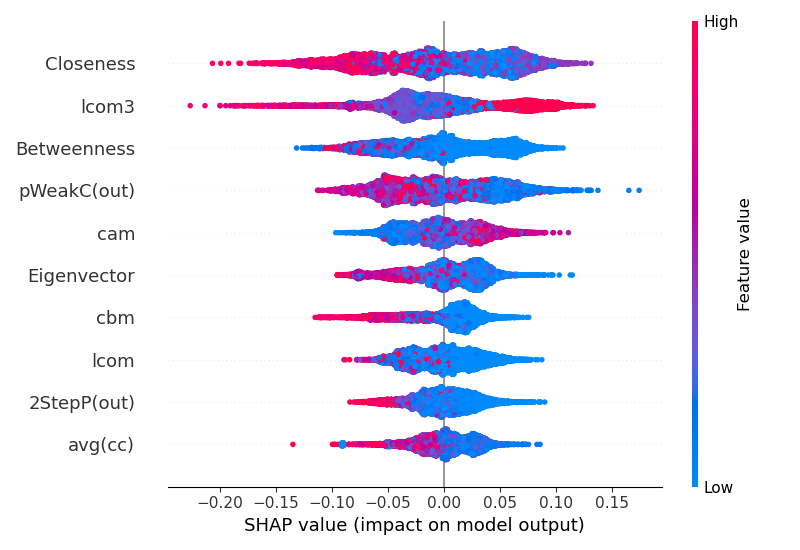 High
Closeness
lcom3
Betweenness
pWeakC(out)
cam
Eigenvector
cbm
lcom
2StepP(out)
avg(cc)
Feature value
Low
−0.20 −0.15 −0.10 −0.05 0.00 0.05 0.10 0.15
SHAP value (impact on model output)